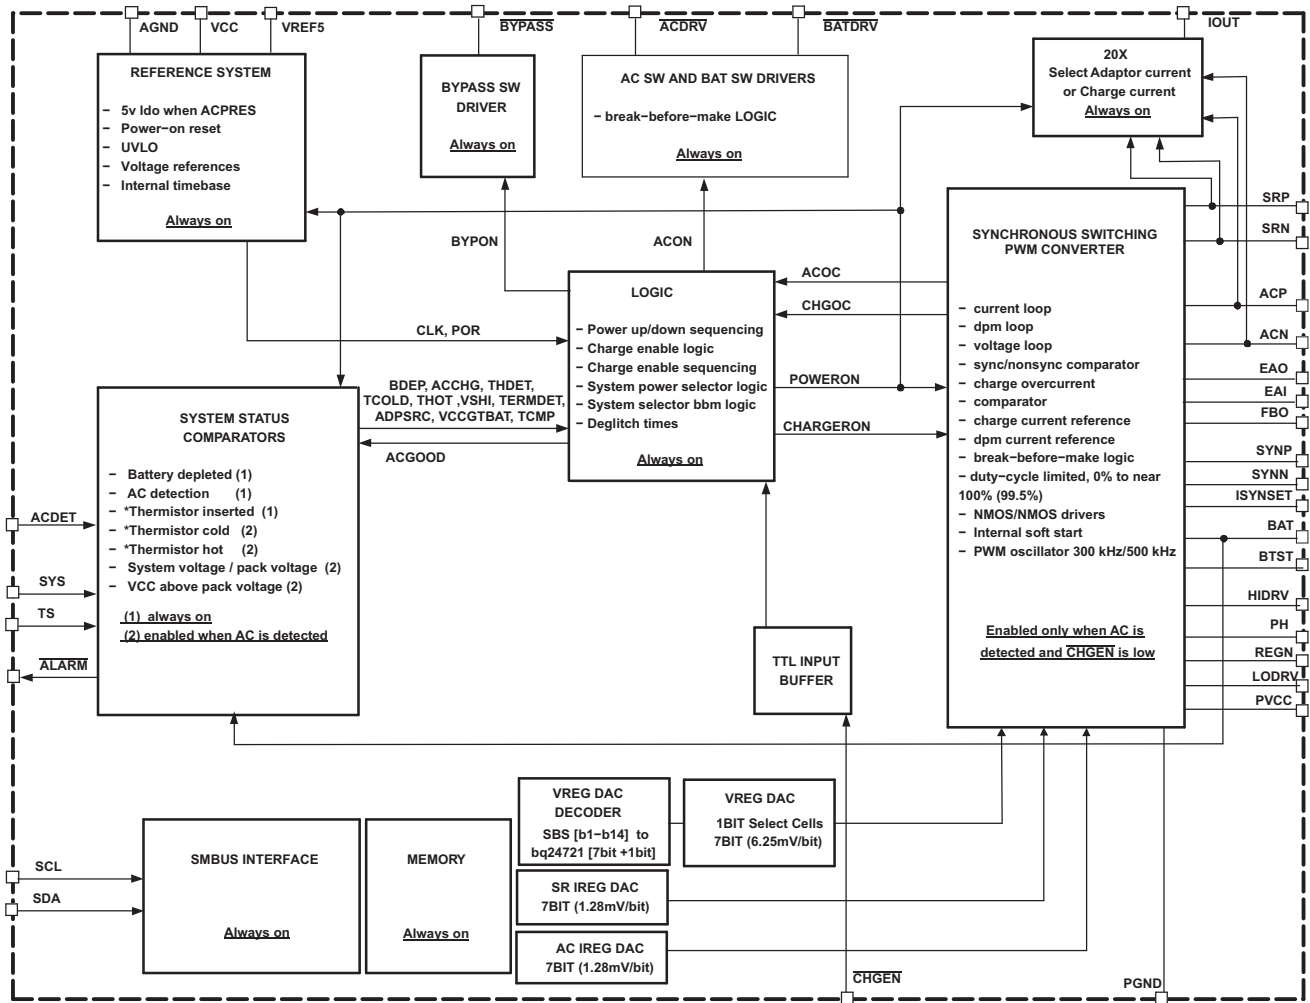 AGND
VCC
VREF5
BYPASS
ACDRV
BATDRV
IOUT
REFERENCE SYSTEM
− 5v ldo when ACPRES
− Power−on reset
− UVLO
− Voltage references
− Internal timebase
Always on
BYPASS SW
DRIVER
Always on
AC SW AND BAT SW DRIVERS
− break−before−make LOGIC
Always on
20X
Select Adaptor current
or Charge current
Always on
BYPON
ACON
CLK, POR
LOGIC
− Power up/down sequencing
− Charge enable logic
− Charge enable sequencing
− System power selector logic
− System selector bbm logic
− Deglitch times
Always on
ACOC
CHGOC
POWERON
CHARGERON
BDEP, ACCHG, THDET,
TCOLD, THOT ,VSHI, TERMDET,
ADPSRC, VCCGTBAT, TCMP
ACGOOD
SYSTEM STATUS
COMPARATORS
− Battery depleted (1)
− AC detection (1)
− *Thermistor inserted (1)
− *Thermistor cold (2)
− *Thermistor hot (2)
− System voltage / pack voltage (2)
− VCC above pack voltage (2)
(1) always on
(2) enabled when AC is detected
ACDET
SYS
TS
ALARM
SYNCHRONOUS SWITCHING
PWM CONVERTER
− current loop
− dpm loop
− voltage loop
− sync/nonsync comparator
− charge overcurrent
− comparator
− charge current reference
− dpm current reference
− break−before−make logic
− duty−cycle limited, 0% to near
100% (99.5%)
− NMOS/NMOS drivers
− Internal soft start
− PWM oscillator 300 kHz/500 kHz
Enabled only when AC is
detected and CHGEN is low
SRP
SRN
ACP
ACN
EAO
EAI
FBO
SYNP
SYNN
ISYNSET
BAT
BTST
HIDRV
PH
REGN
LODRV
PVCC
TTL INPUT
BUFFER
VREG DAC
DECODER
SBS [b1−b14] to
bq24721 [7bit +1bit]
VREG DAC
1BIT Select Cells
7BIT (6.25mV/bit)
SR IREG DAC
7BIT (1.28mV/bit)
AC IREG DAC
7BIT (1.28mV/bit)
SCL
SDA
SMBUS INTERFACE
Always on
MEMORY
Always on
CHGEN
PGND